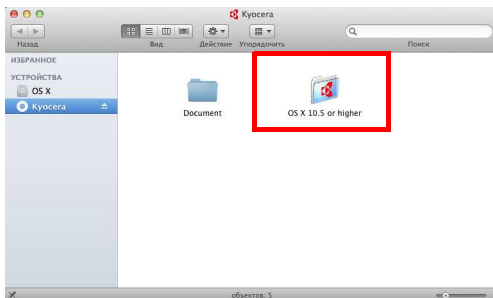 Kyocera
Назад
Вид
Действие
Упорядочить
Поиск
ИЗБРАННОЕ
УСТРОЙСТВА
OS X
Kyocera
Document
OS X 10.5 or higher
объектов: 5